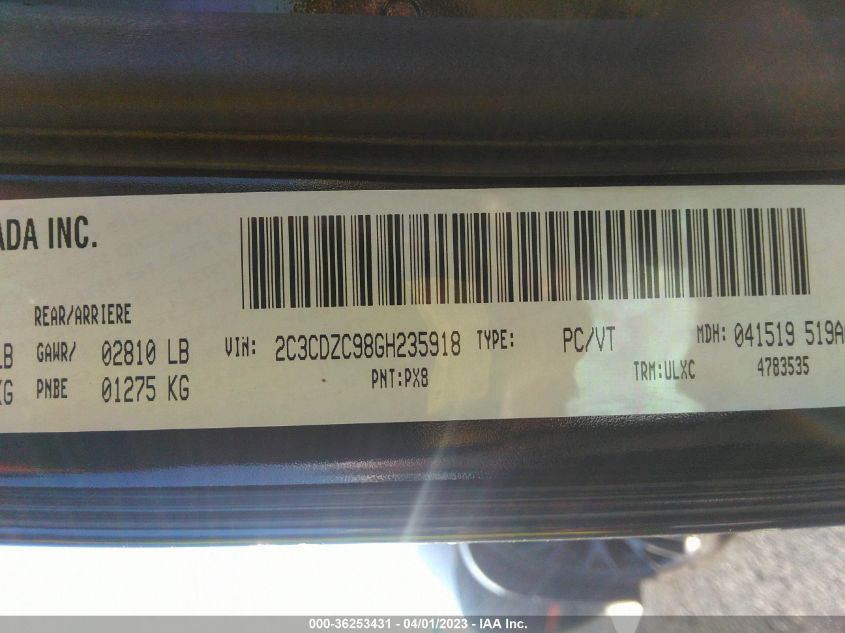 ADA INC.
REAR/ARRIERE
LB GAWR/ 02810 LB VIN: 2C3CDZC98GH235918 TYPE: PC/VT MDH: 041519 519A
KG PNBE 01275 KG PNT:PX8 TRM:ULXC 4783535
000-36253431 - 04/01/2023 - IAA Inc.